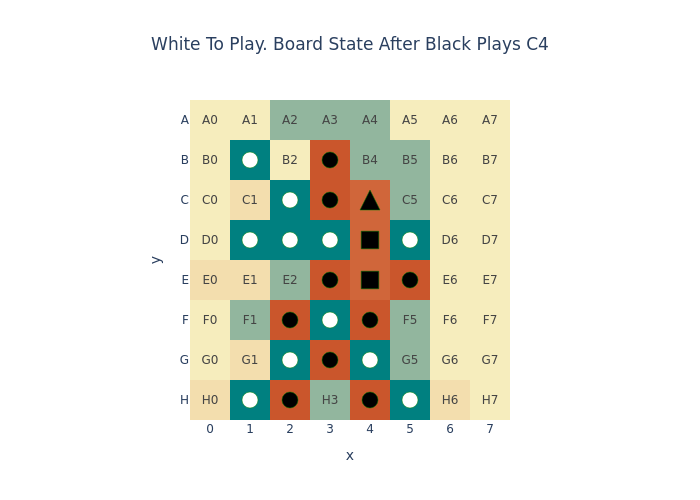 White To Play. Board State After Black Plays C4
A A0 A1 A2 A3 A4 A5 A6 A7
B B0 B2 B4 B5 B6 B7
C C0 C1 C5 C6 C7
D D0 D6 D7
y
E E0 E1 E2 E6 E7
F F0 F1 F5 F6 F7
G G0 G1 G5 G6 G7
H H0 H3 H6 H7
0 1 2 3 4 5 6 7
x